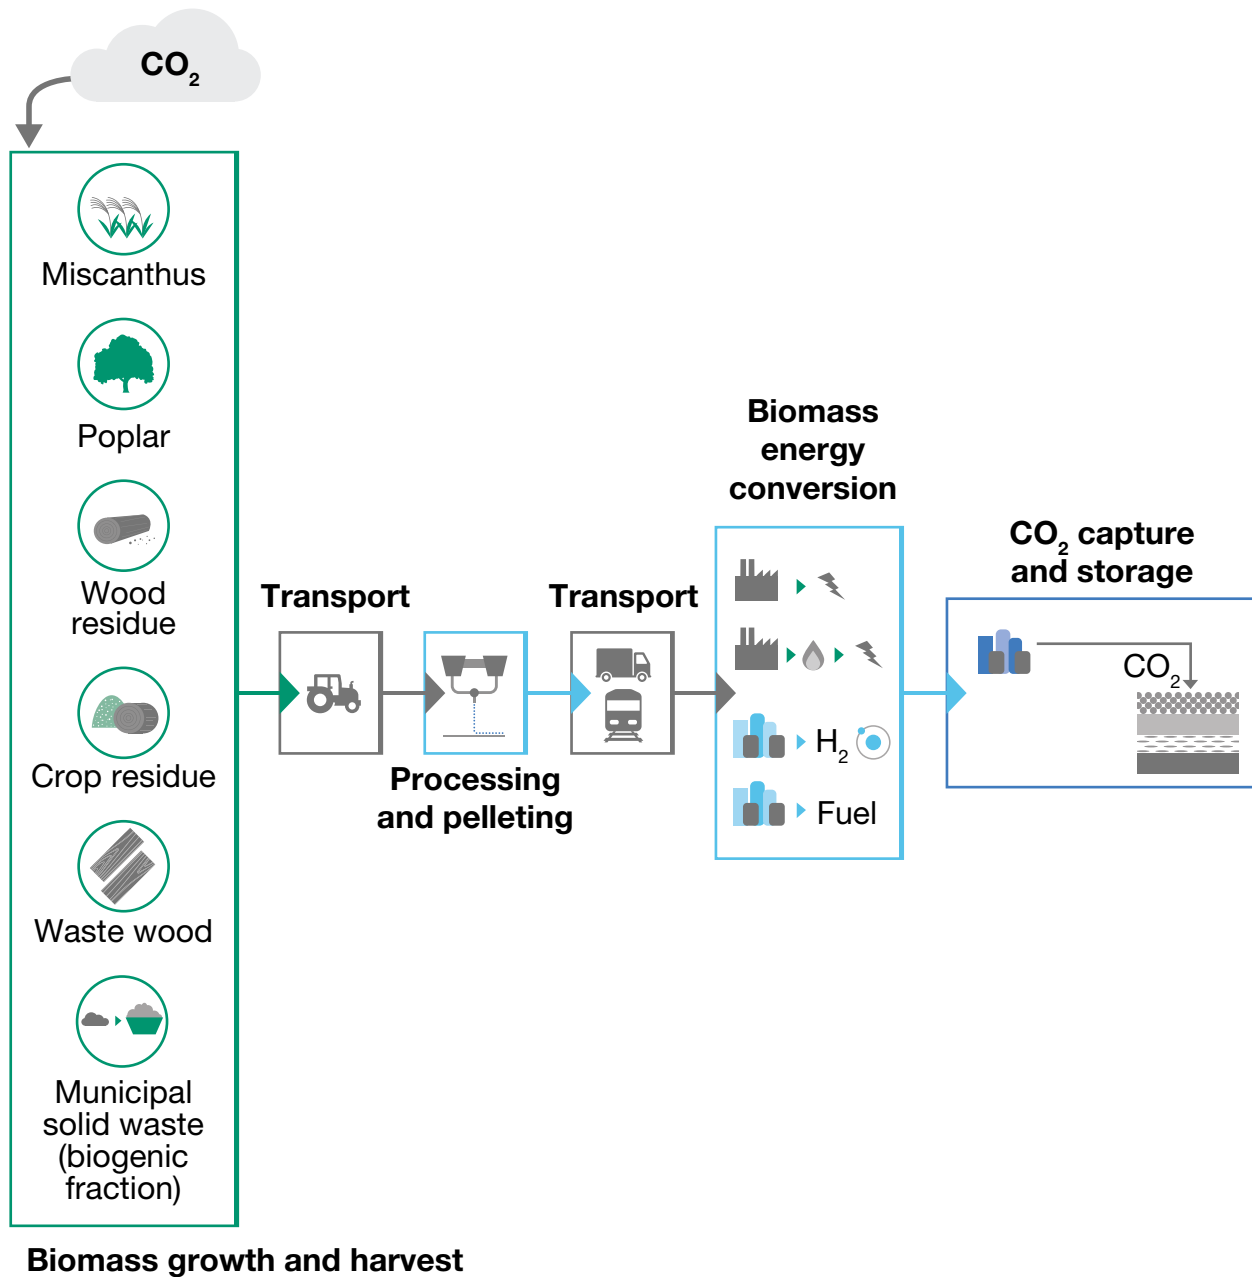 CO₂
Miscanthus
Poplar
Wood
residue
Crop residue
Waste wood
Municipal
solid waste
(biogenic
fraction)
Biomass growth and harvest
Transport
Processing
and pelleting
Transport
Biomass
energy
conversion
H₂
Fuel
CO₂ capture
and storage
CO₂